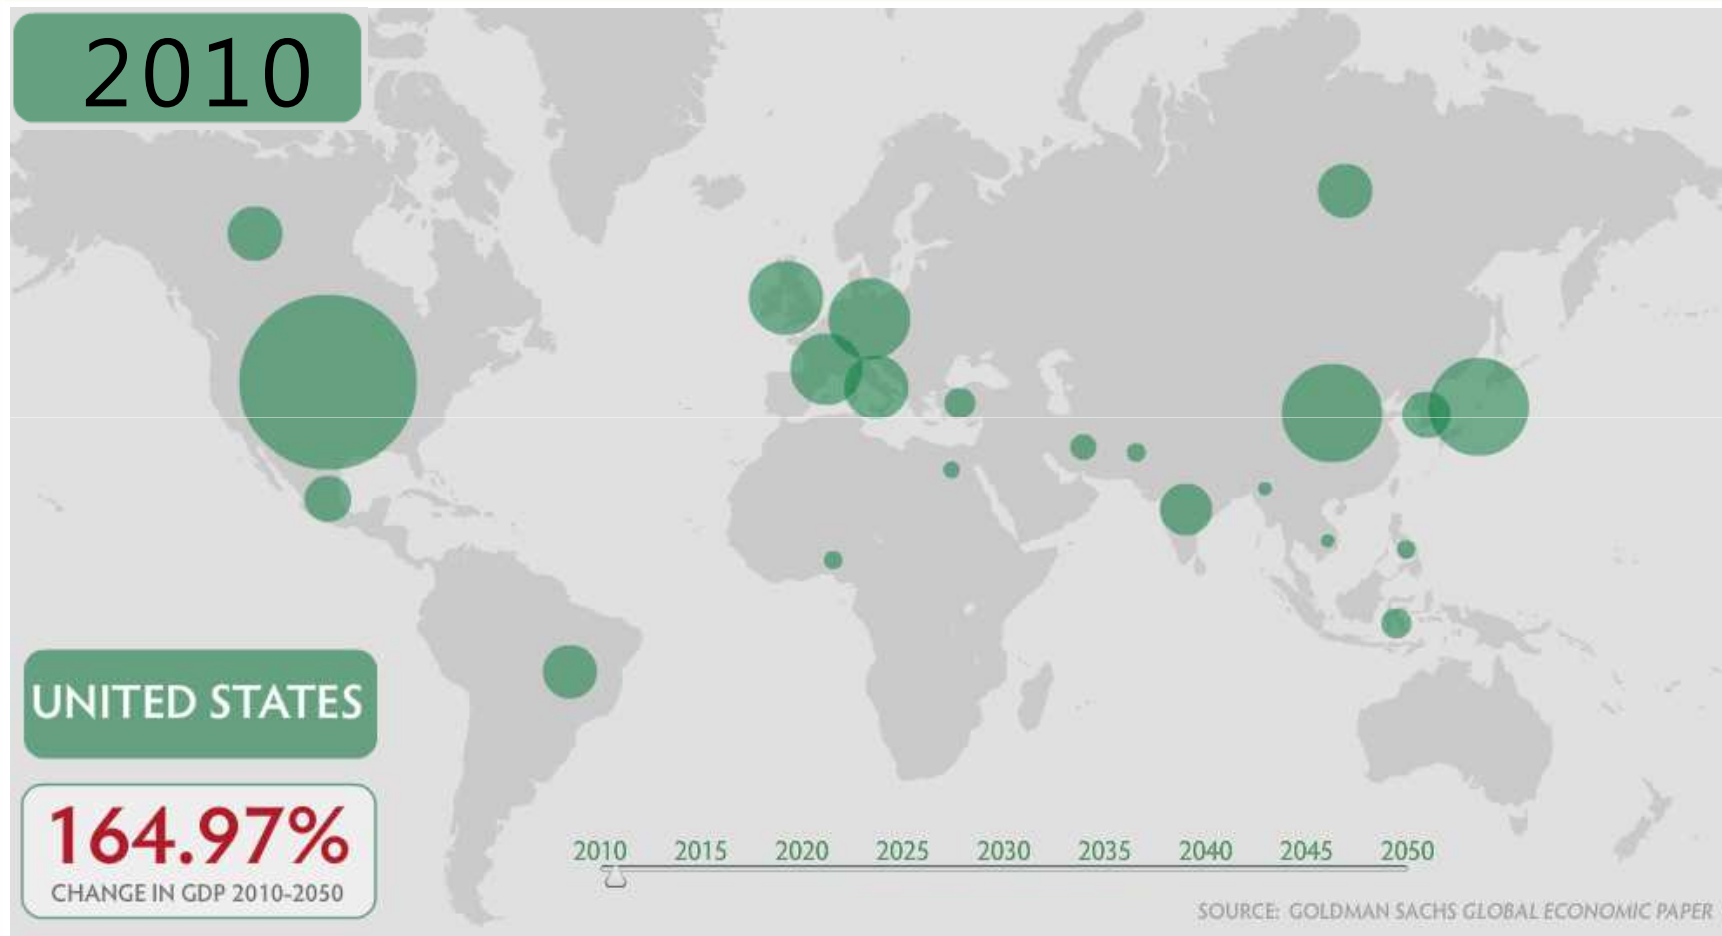 2010
UNITED STATES
164.97%
CHANGE IN GDP 2010-2050
2010 2015 2020 2025 2030 2035 2040 2045 2050
SOURCE: GOLDMAN SACHS GLOBAL ECONOMIC PAPER